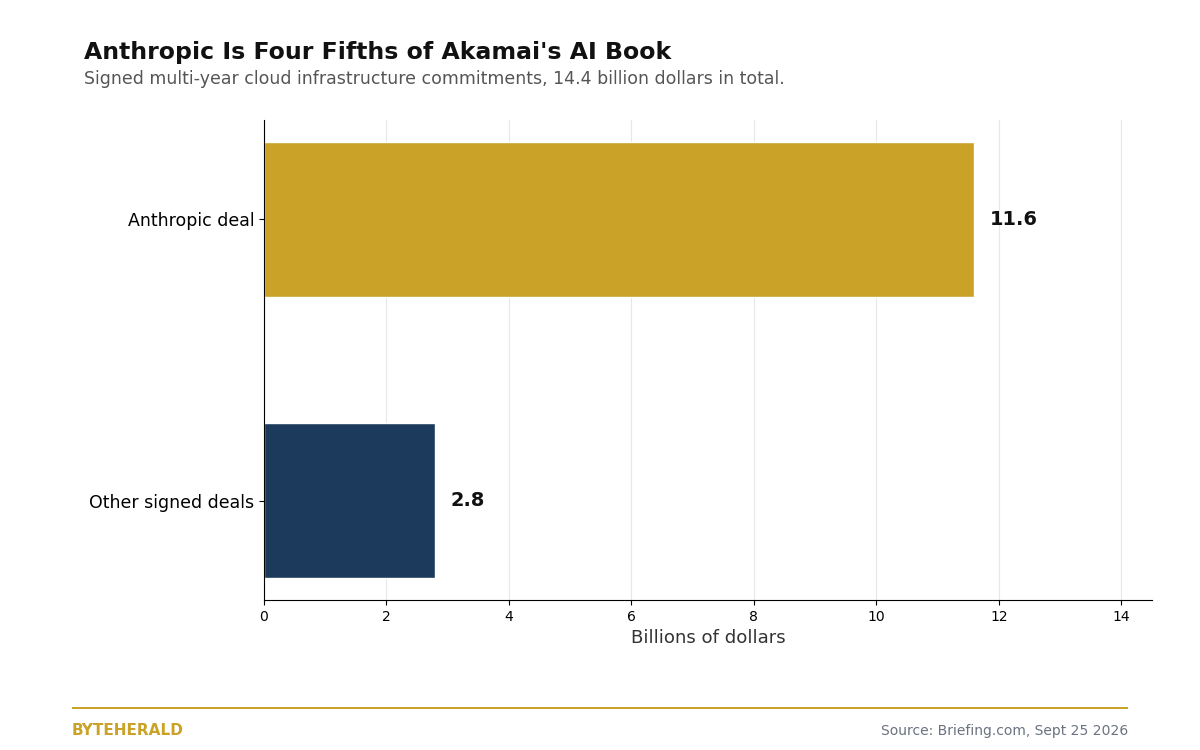 Anthropic Is Four Fifths of Akamai's AI Book
Signed multi-year cloud infrastructure commitments, 14.4 billion dollars in total.
Anthropic deal
11.6
Other signed deals
2.8
0 2 4 6 8 10 12 14
Billions of dollars
BYTEHERALD
Source: Briefing.com, Sept 25 2026